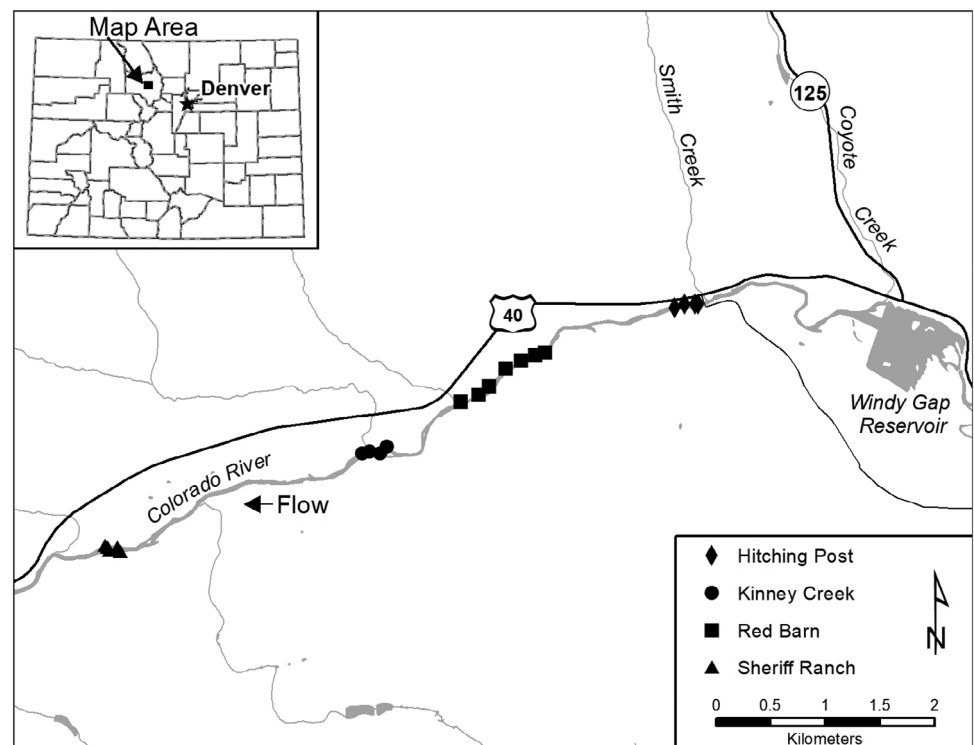 Map Area
Denver
Smith Creek
125
Coyote Creek
40
Windy Gap
Reservoir
Colorado River
Flow
Hitching Post
Kinney Creek
Red Barn
Sheriff Ranch
N
0 0.5 1 1.5 2
Kilometers